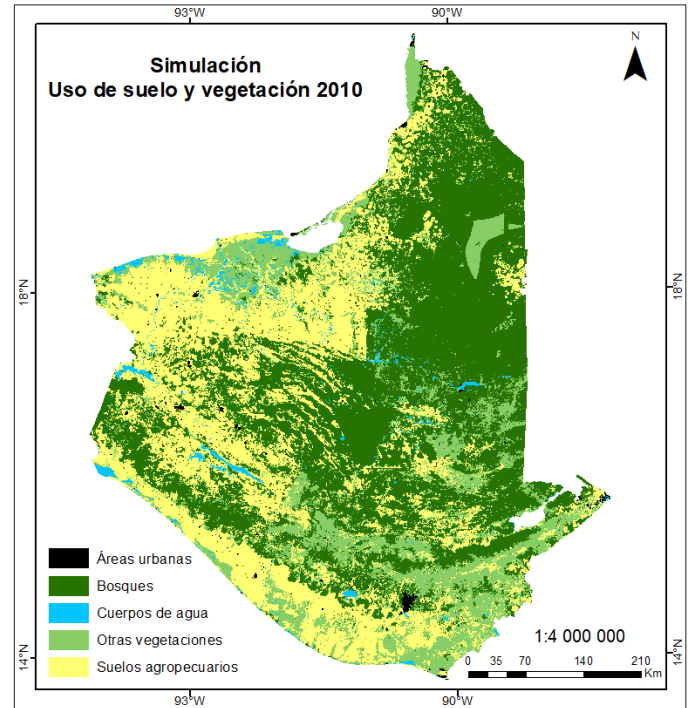 93°W 90°W
N
Simulación
Uso de suelo y vegetación 2010
18°N 18°N
Áreas urbanas
Bosques
Cuerpos de agua
Otras vegetaciones
Suelos agropecuarios
1:4 000 000
0 35 70 140 210
Km
14°N 14°N
93°W 90°W